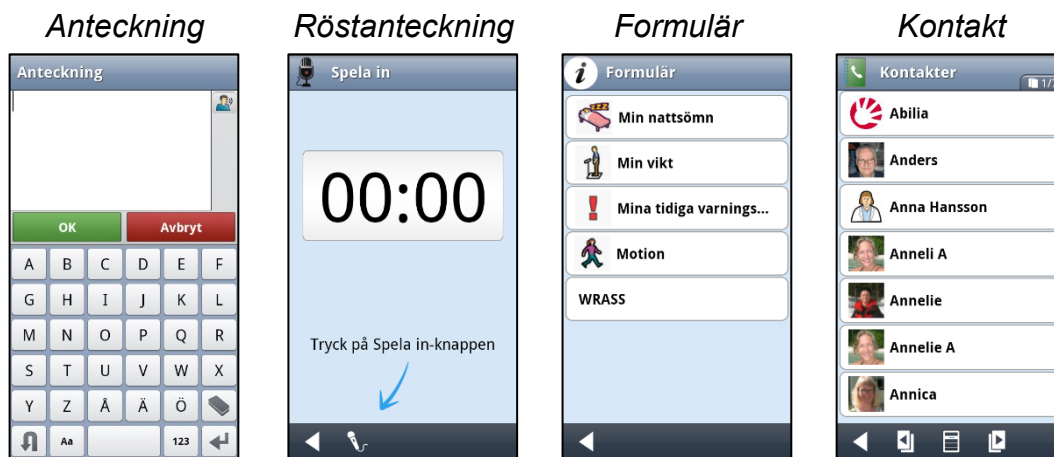 Anteckning
Röstanteckning
Formulär
Kontakt
Anteckning
OK
Avbryt
A B C D E F
G H I J K L
M N O P Q R
S T U V W X
Y Z Å Ä Ö
Aa 123
Spela in
00:00
Tryck på Spela in-knappen
i Formulär
zzz Min nattsömn
Min vikt
Mina tidiga varnings...
Motion
WRASS
Kontakter
Abilia
Anders
Anna Hansson
Anneli A
Annelie
Annelie A
Annica